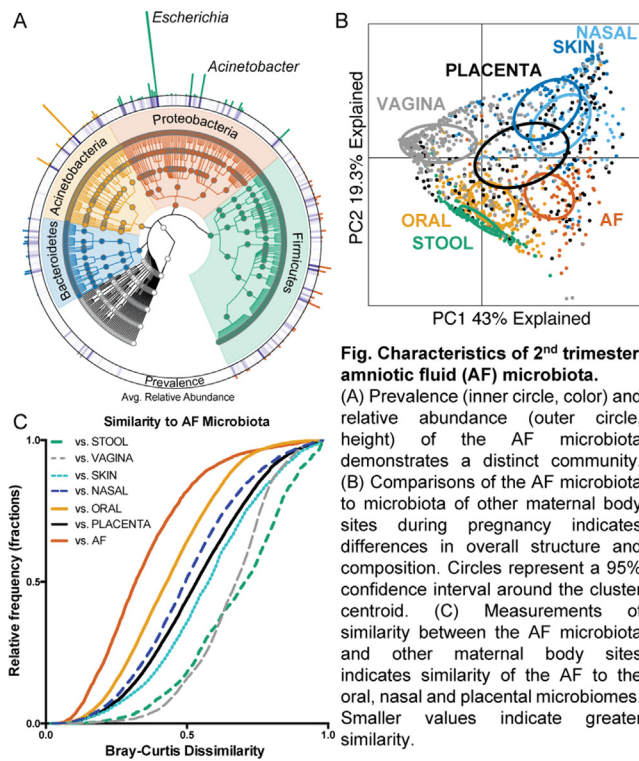 A
Escherichia
Acinetobacter
Proteobacteria
Acinetobacteria
Bacteroidetes
Firmicutes
Prevalence
Avg. Relative Abundance
B
NASAL
SKIN
PLACENTA
VAGINA
ORAL
STOOL
AF
PC2 19.3% Explained
PC1 43% Explained
Fig. Characteristics of 2nd trimester
amniotic fluid (AF) microbiota.
(A) Prevalence (inner circle, color) and
relative abundance (outer circle,
height) of the AF microbiota
demonstrates a distinct community.
(B) Comparisons of the AF microbiota
to microbiota of other maternal body
sites during pregnancy indicates
differences in overall structure and
composition. Circles represent a 95%
confidence interval around the cluster
centroid. (C) Measurements of
similarity between the AF microbiota
and other maternal body sites
indicates similarity of the AF to the
oral, nasal and placental microbiomes.
Smaller values indicate greater
similarity.
C
Similarity to AF Microbiota
1.0
vs. STOOL
vs. VAGINA
vs. SKIN
vs. NASAL
vs. ORAL
vs. PLACENTA
vs. AF
0.5
0.0
Relative frequency (fractions)
0.0
0.5
1.0
Bray-Curtis Dissimilarity